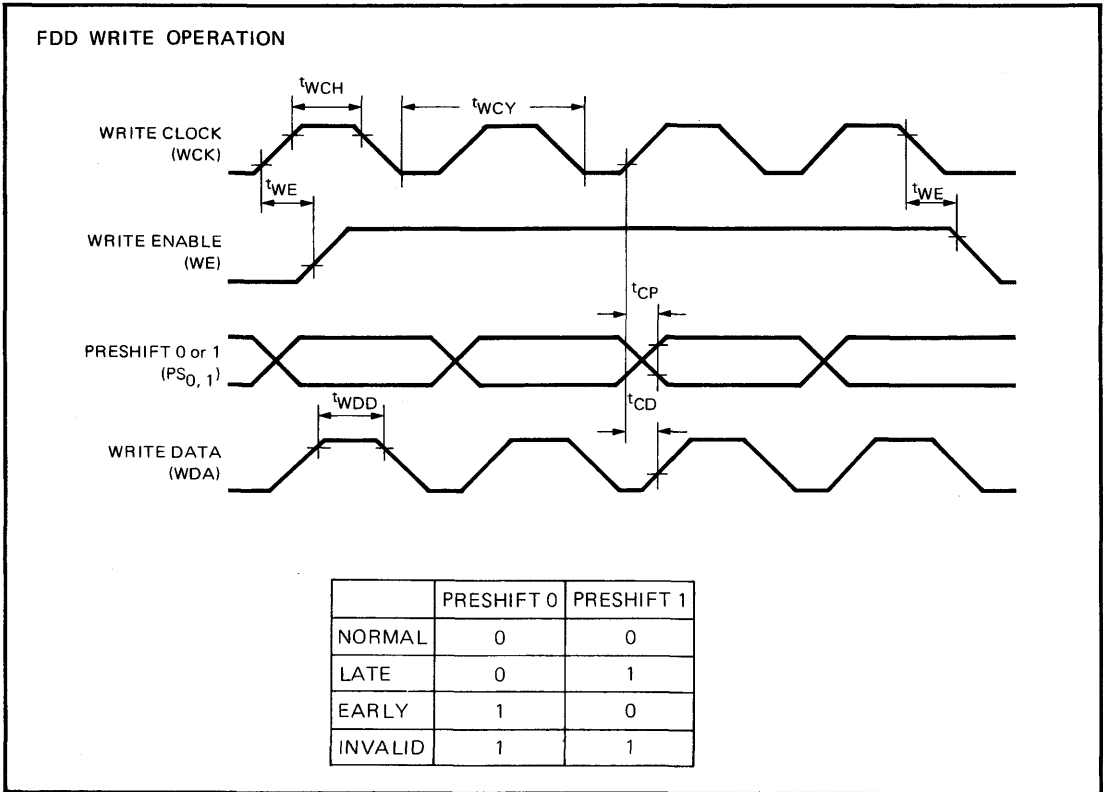 FDD WRITE OPERATION
tWCH
tWCY
WRITE CLOCK
(WCK)
tWE
tWE
WRITE ENABLE
(WE)
tCP
PRESHIFT 0 or 1
(PS0, 1)
tCD
tWDD
WRITE DATA
(WDA)
PRESHIFT 0 PRESHIFT 1
NORMAL 0 0
LATE 0 1
EARLY 1 0
INVALID 1 1